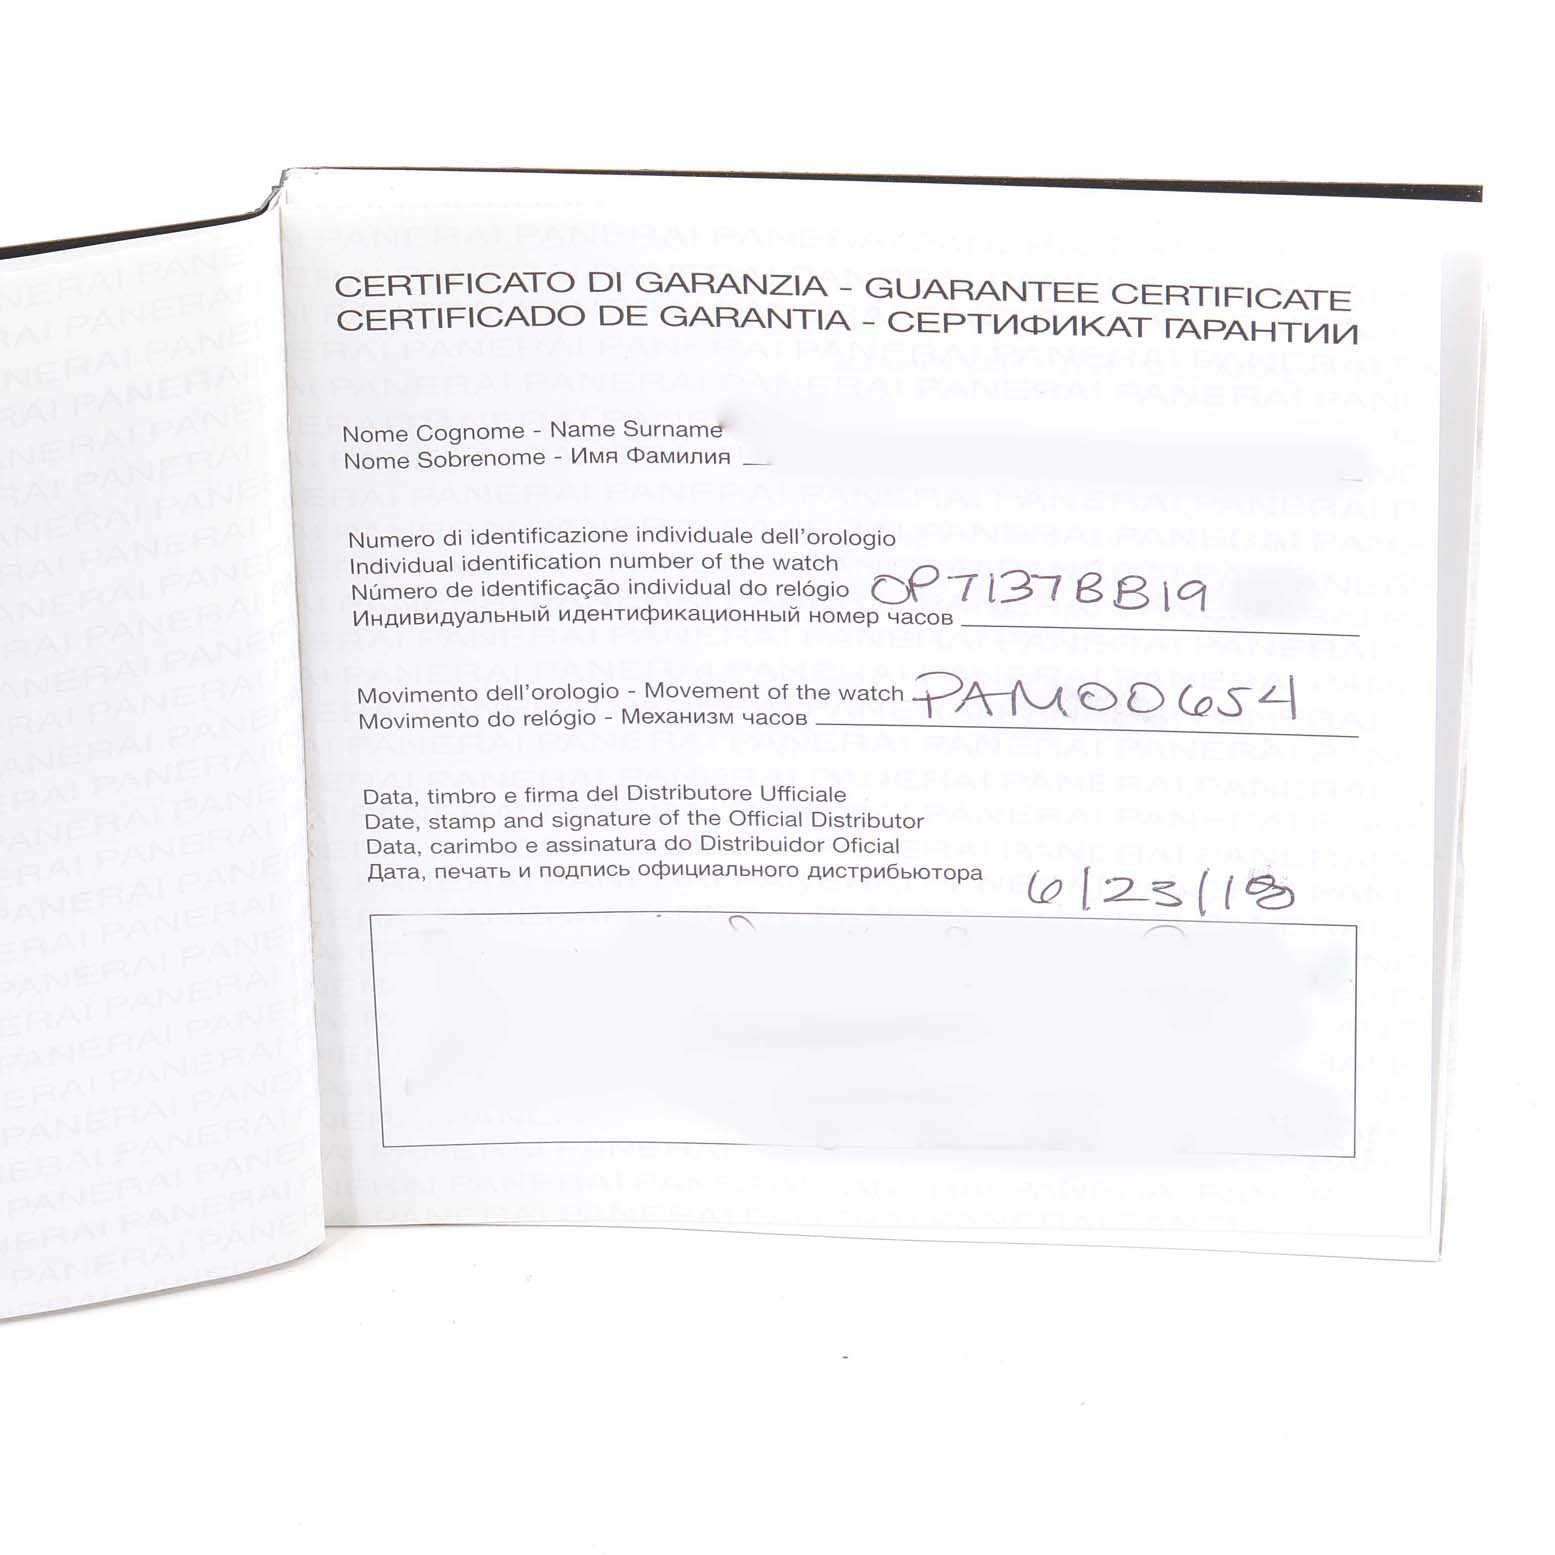 CERTIFICATO DI GARANZIA - GUARANTEE CERTIFICATE
CERTIFICADO DE GARANTIA - СЕРТИФИКАТ ГАРАНТИИ
Nome Cognome - Name Surname
Nome Sobrenome - Имя Фамилия
Numero di identificazione individuale dell'orologio
Individual identification number of the watch
Número de identificação individual do relógio OP7137BB19
Индивидуальный идентификационный номер часов
Movimento dell'orologio - Movement of the watch PAM00654
Movimento do relógio - Механизм часов
Data, timbro e firma del Distributore Ufficiale
Date, stamp and signature of the Official Distributor
Data, carimbo e assinatura do Distribuidor Oficial
Дата, печать и подпись официального дистрибьютора 6/23/18